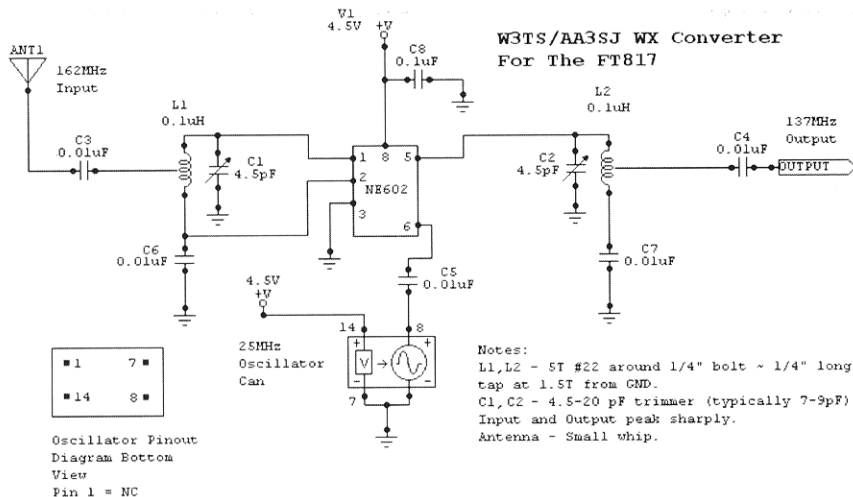 V1
4.5V +V
C8
0.1uF
W3TS/AA3SJ WX Converter
For The FT817
ANT1
162MHz
Input
L1
0.1uH
C3
0.01uF
C1
4.5pF
1 8 5
2
NE602
3
6
L2
0.1uH
C2
4.5pF
C4
0.01uF
137MHz
Output
OUTPUT
C6
0.01uF
C5
0.01uF
C7
0.01uF
4.5V
+V
14 8
25MHz
Oscillator
Can
+ V + ~
- -
7
1 7
14 8
Oscillator Pinout
Diagram Bottom
View
Pin 1 = NC
Notes:
L1,L2 - 5T #22 around 1/4" bolt ~ 1/4" long
tap at 1.5T from GND.
C1,C2 - 4.5-20 pF trimmer (typically 7-9pF)
Input and Output peak sharply.
Antenna - Small whip.